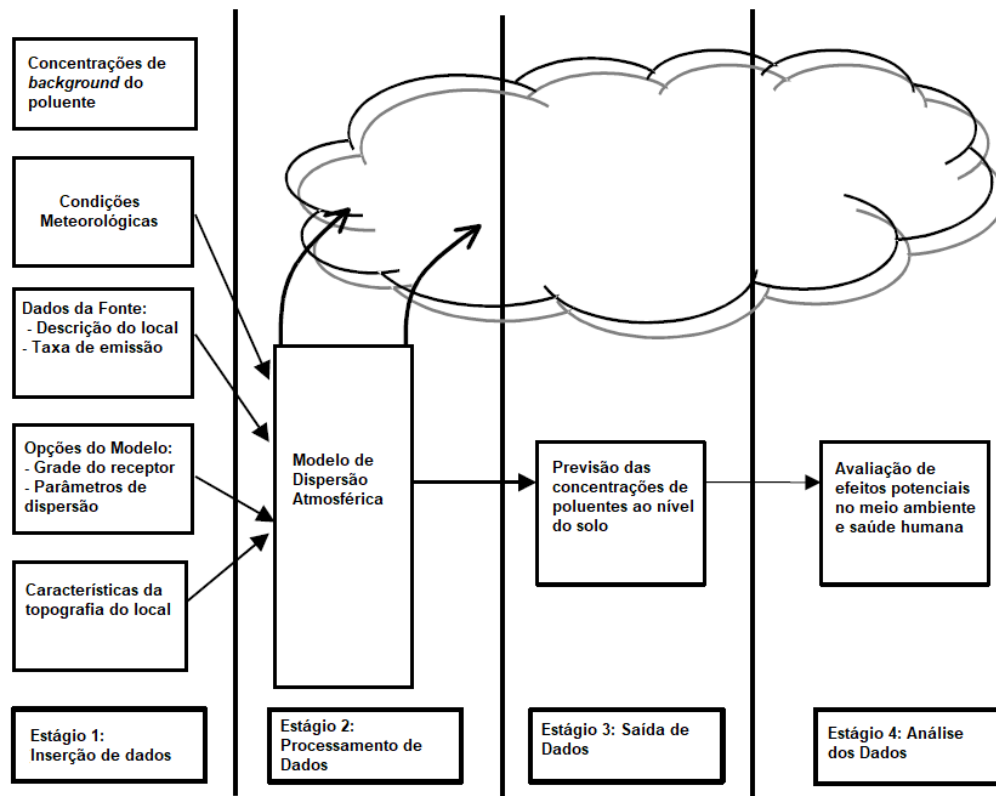 Concentrações de
background do
poluente
Condições
Meteorológicas
Dados da Fonte:
- Descrição do local
- Taxa de emissão
Opções do Modelo:
- Grade do receptor
- Parâmetros de
dispersão
Características da
topografia do local
Modelo de
Dispersão
Atmosférica
Previsão das
concentrações de
poluentes ao nível
do solo
Avaliação de
efeitos potenciais
no meio ambiente
e saúde humana
Estágio 1:
Inserção de dados
Estágio 2:
Processamento de
Dados
Estágio 3: Saída de
Dados
Estágio 4: Análise
dos Dados